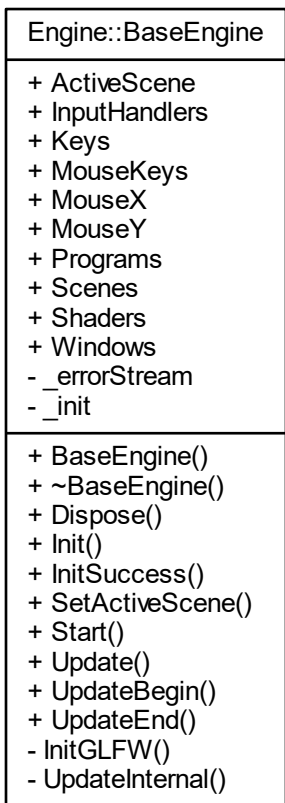 Engine::BaseEngine
+ ActiveScene
+ InputHandlers
+ Keys
+ MouseKeys
+ MouseX
+ MouseY
+ Programs
+ Scenes
+ Shaders
+ Windows
- _errorStream
- _init
+ BaseEngine()
+ ~BaseEngine()
+ Dispose()
+ Init()
+ InitSuccess()
+ SetActiveScene()
+ Start()
+ Update()
+ UpdateBegin()
+ UpdateEnd()
- InitGLFW()
- UpdateInternal()